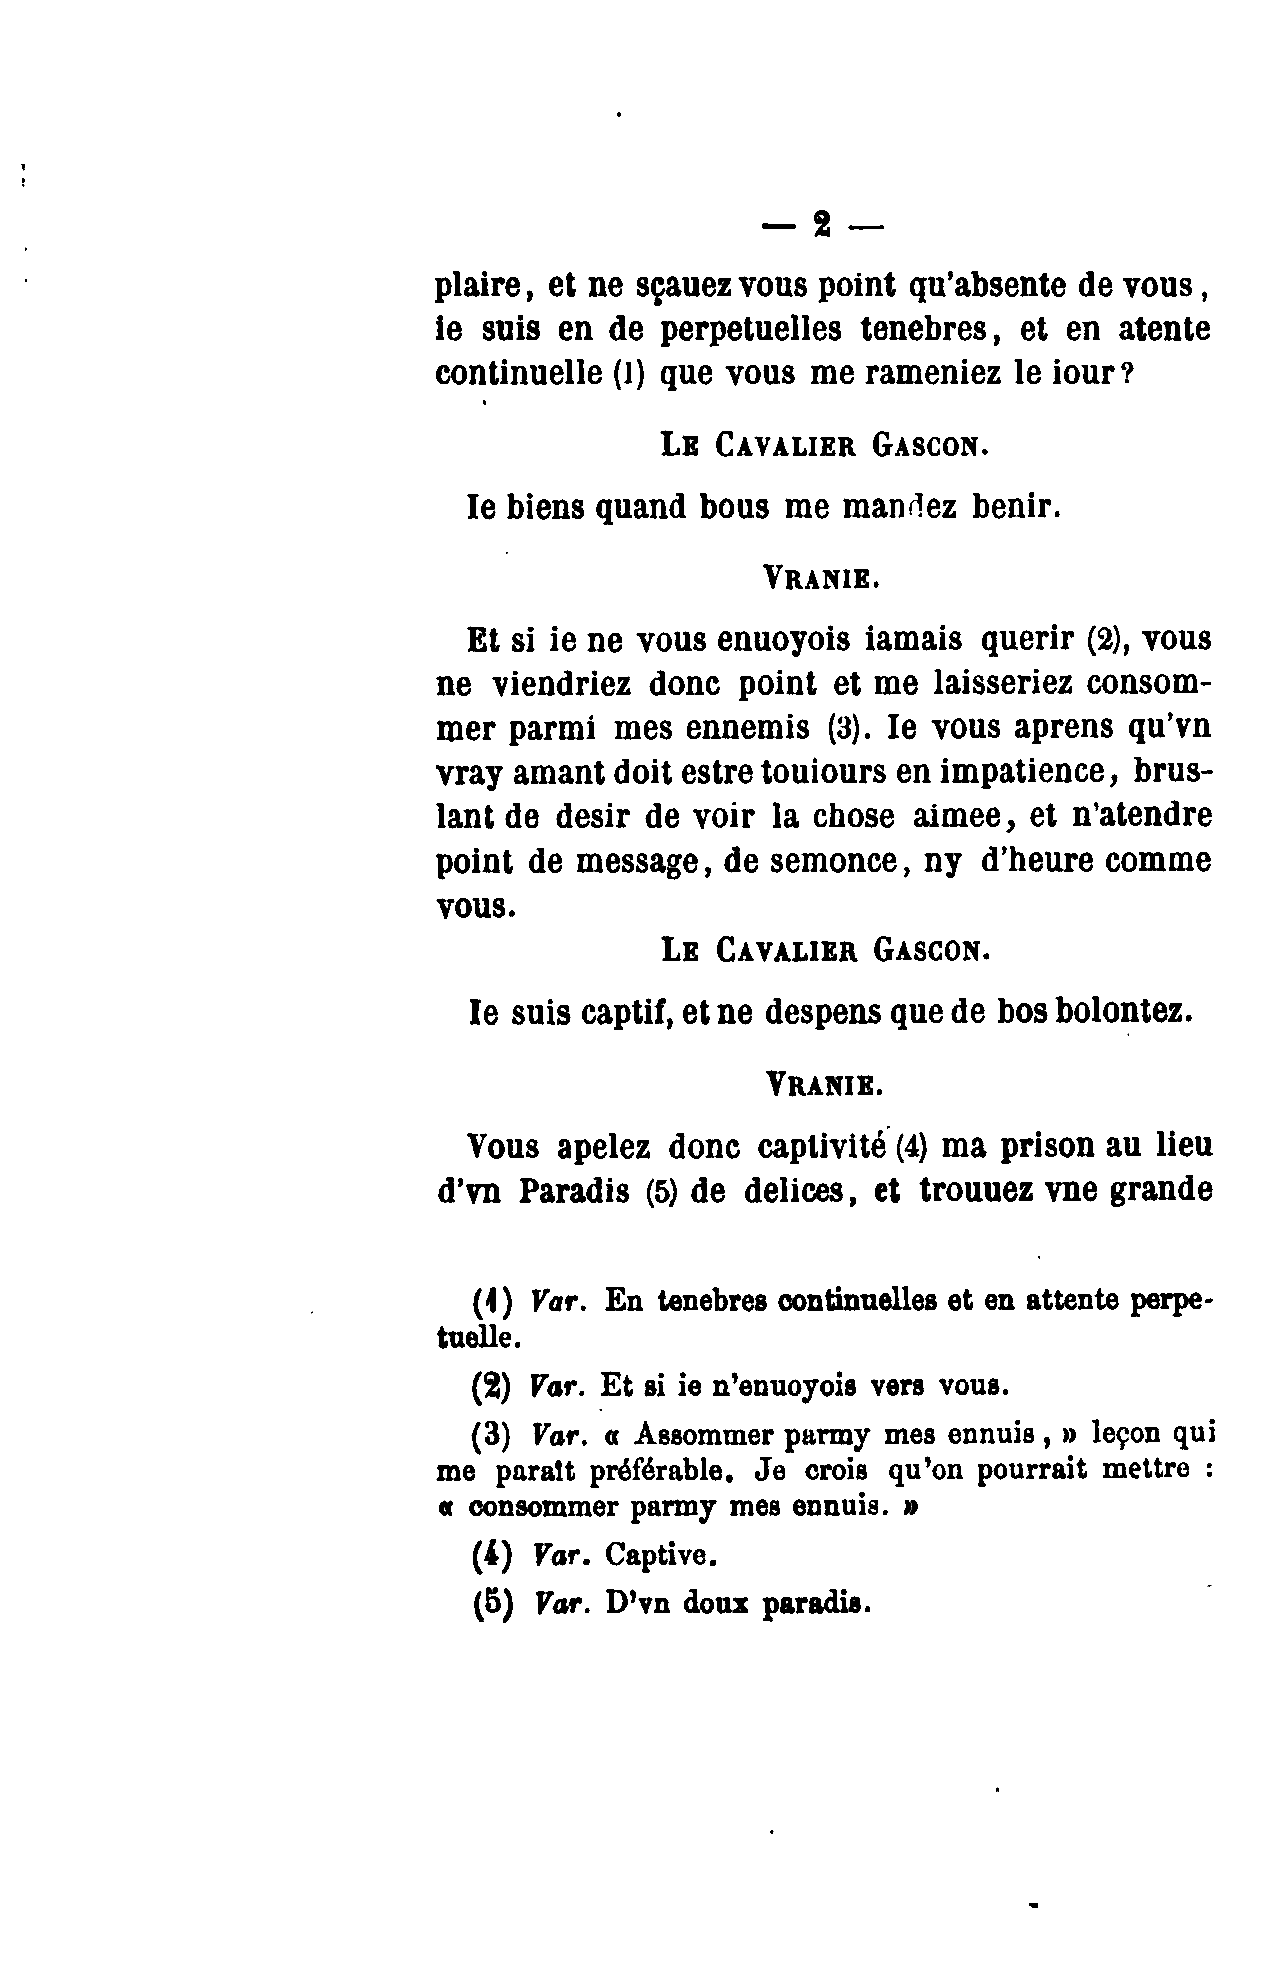 — 2 —
plaire, et ne sçauez vous point qu'absente de vous,
ie suis en de perpetuelles tenebres, et en atente
continuelle (1) que vous me rameniez le iour?
LE CAVALIER GASCON.
Ie biens quand bous me mandez benir.
VRANIE.
Et si ie ne vous enuoyois iamais querir (2), vous
ne viendriez donc point et me laisseriez consom-
mer parmi mes ennemis (3). Ie vous aprens qu'vn
vray amant doit estre touiours en impatience, brus-
lant de desir de voir la chose aimee, et n'atendre
point de message, de semonce, ny d'heure comme
vous.
LE CAVALIER GASCON.
Ie suis captif, et ne despens que de bos bolontez.
VRANIE.
Vous apelez donc captivité (4) ma prison au lieu
d'vn Paradis (5) de delices, et trouuez vne grande
(1) Var. En tenebres continuelles et en attente perpe-
tuelle.
(2) Var. Et si ie n'enuoyois vers vous.
(3) Var. « Assommer parmy mes ennuis, » leçon qui
me paraît préférable. Je crois qu'on pourrait mettre :
« consommer parmy mes ennuis. »
(4) Var. Captive.
(5) Var. D'vn doux paradis.